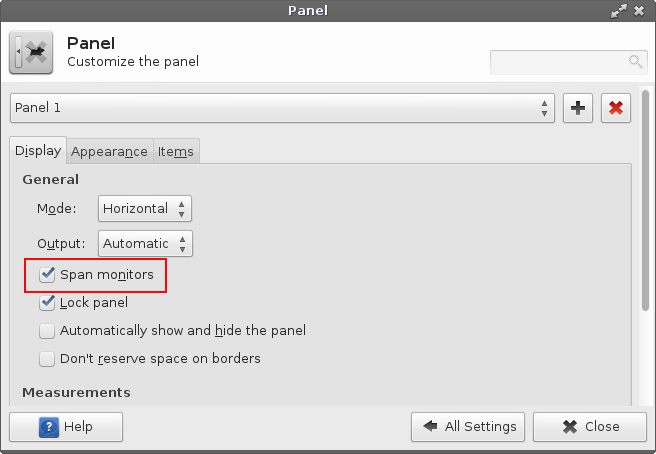 Panel
Panel
Customize the panel
Panel 1
Display Appearance Items
General
Mode: Horizontal
Output: Automatic
Span monitors
Lock panel
Automatically show and hide the panel
Don't reserve space on borders
Measurements
? Help All Settings Close